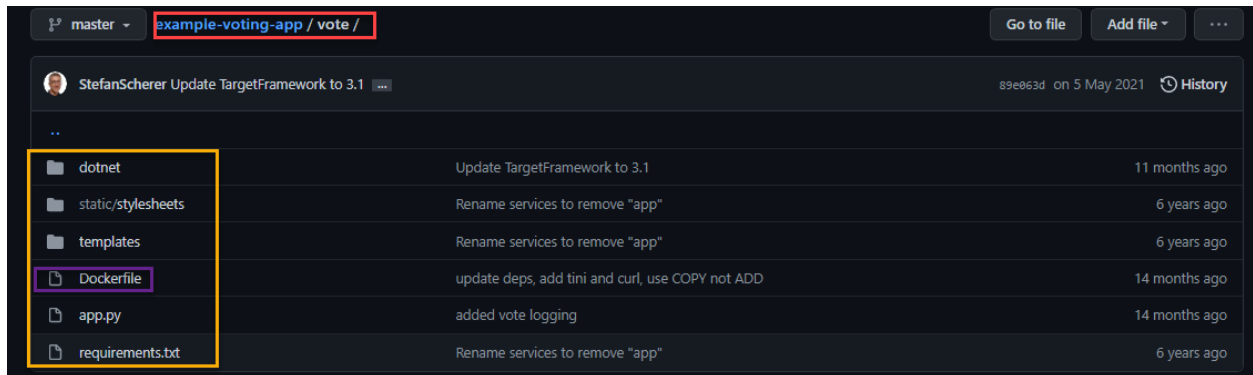 master example-voting-app / vote / Go to file Add file ...
StefanScherer Update TargetFramework to 3.1 ... 89e063d on 5 May 2021 History
..
dotnet Update TargetFramework to 3.1 11 months ago
static/stylesheets Rename services to remove "app" 6 years ago
templates Rename services to remove "app" 6 years ago
Dockerfile update deps, add tini and curl, use COPY not ADD 14 months ago
app.py added vote logging 14 months ago
requirements.txt Rename services to remove "app" 6 years ago